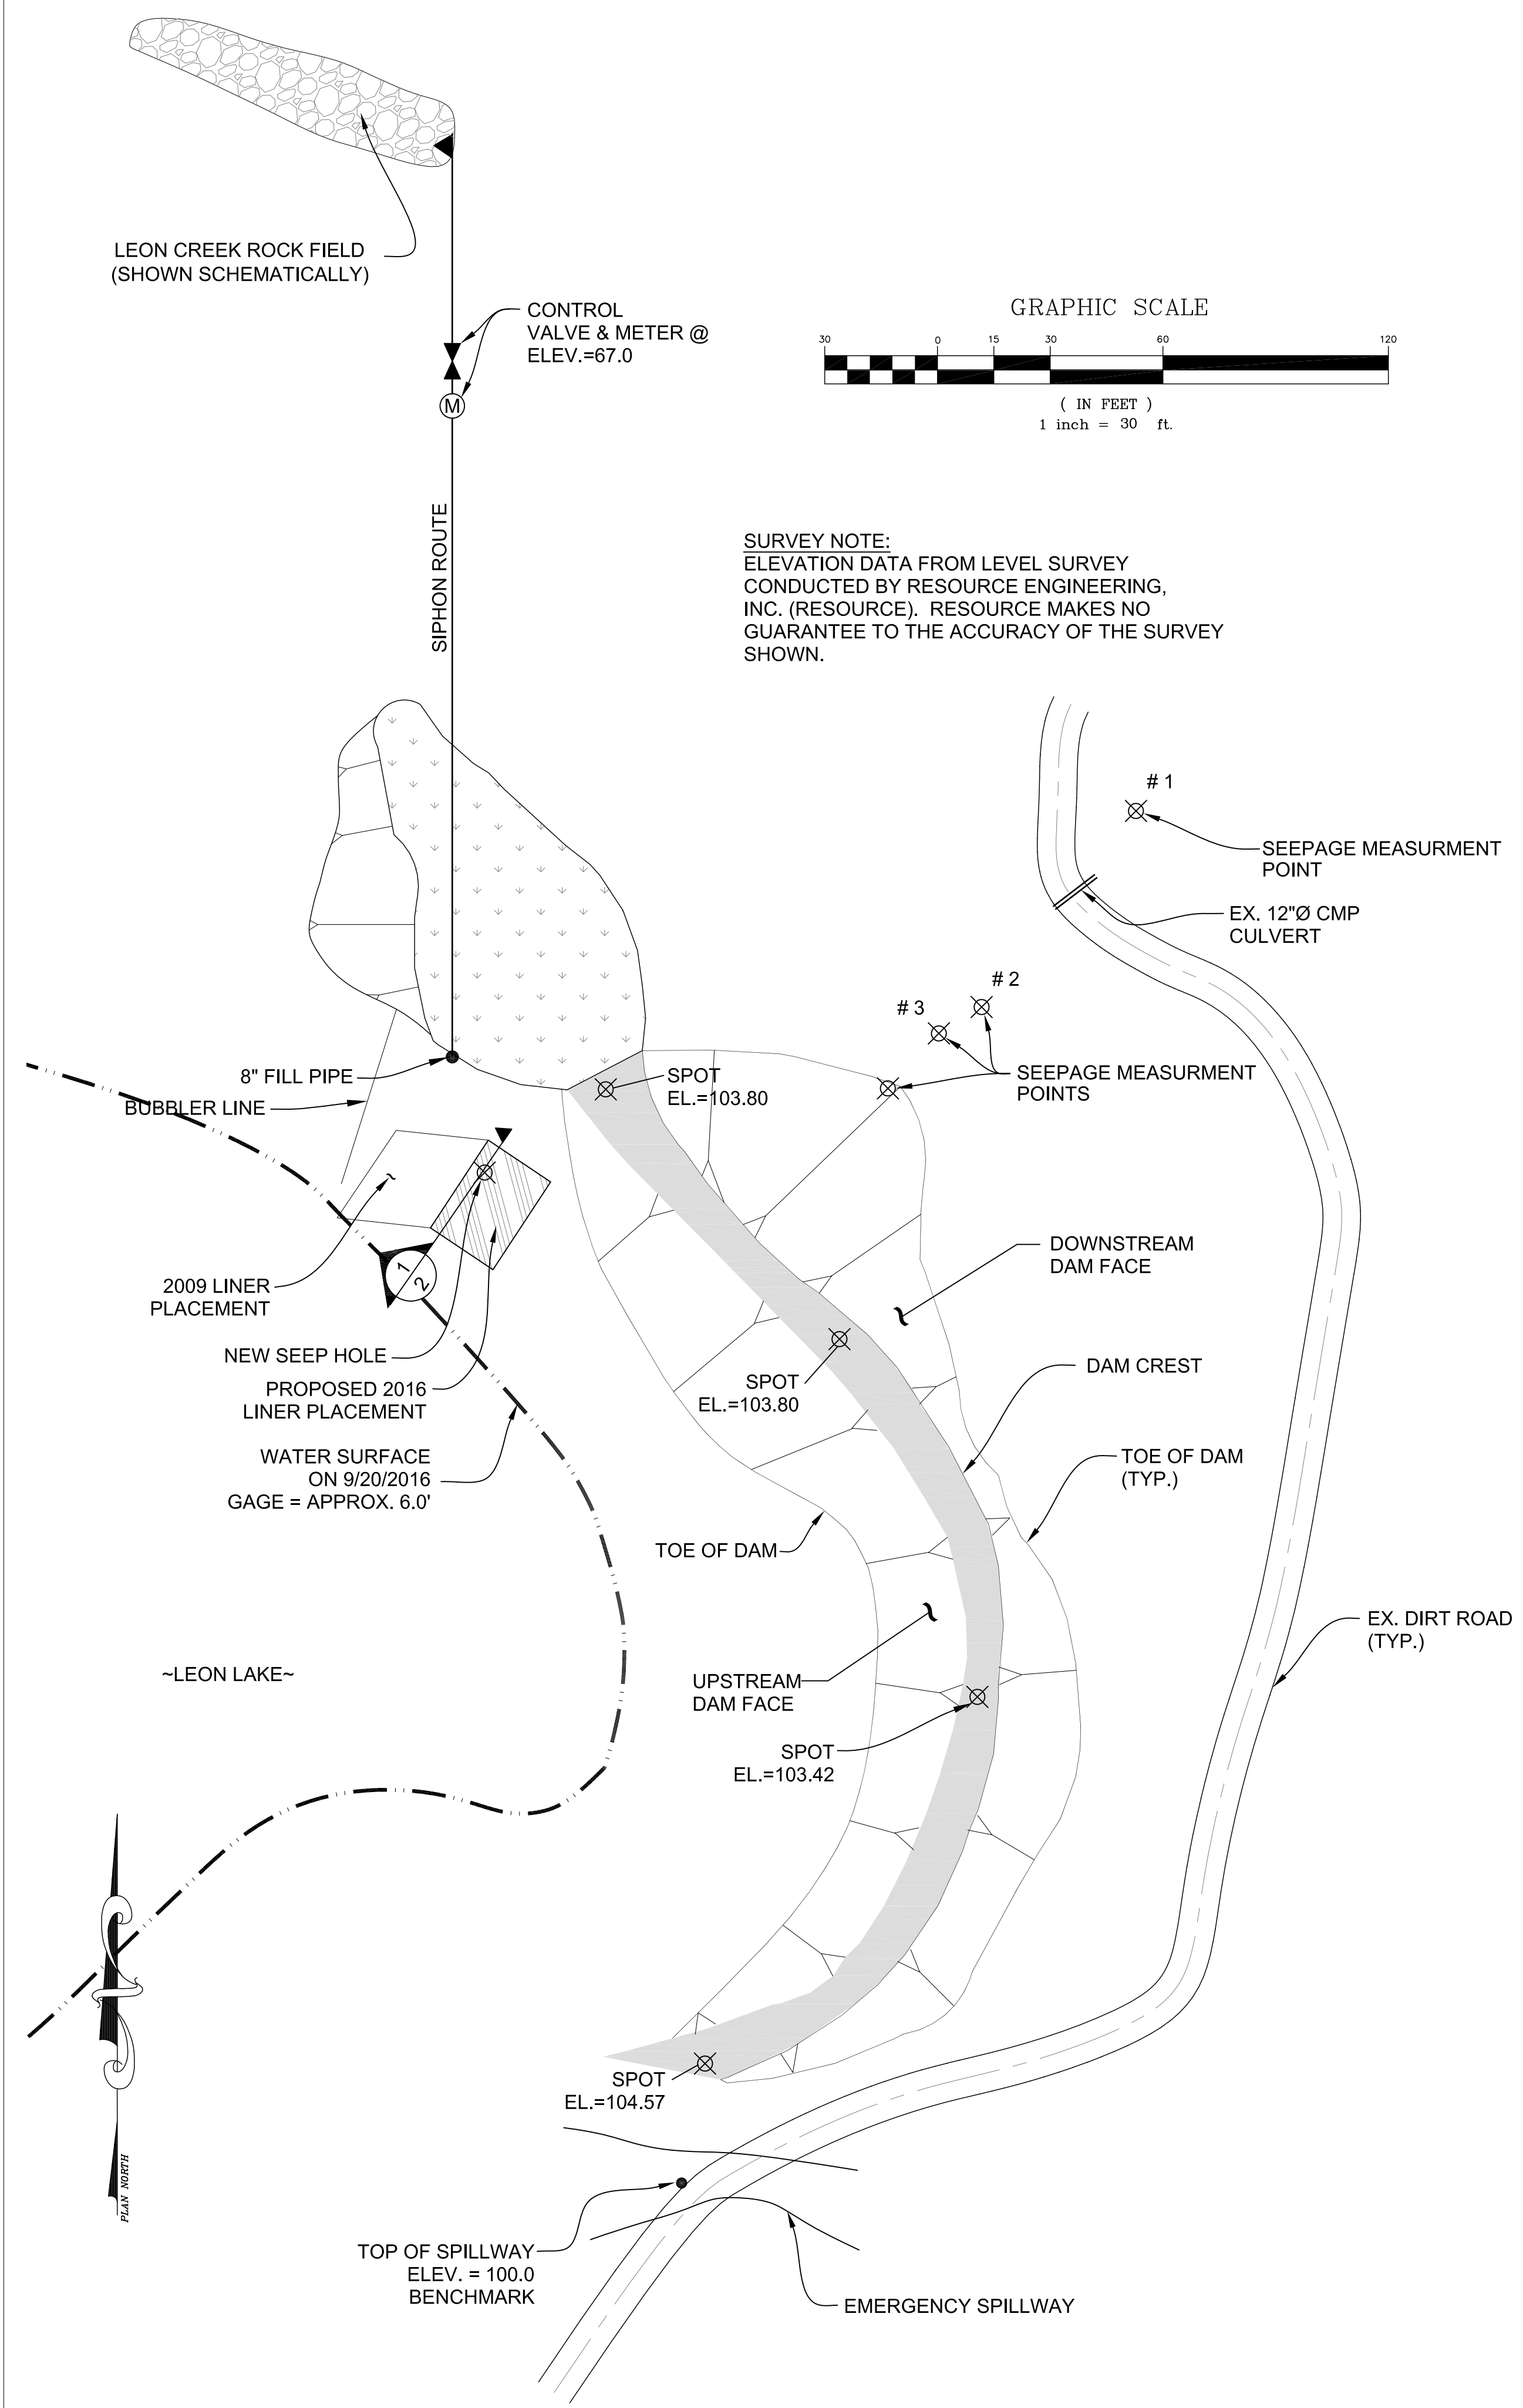 LEON CREEK ROCK FIELD
(SHOWN SCHEMATICALLY)
CONTROL
VALVE & METER @
ELEV.=67.0
M
GRAPHIC SCALE
30 0 15 30 60 120
( IN FEET )
1 inch = 30 ft.
SIPHON ROUTE
SURVEY NOTE:
ELEVATION DATA FROM LEVEL SURVEY
CONDUCTED BY RESOURCE ENGINEERING,
INC. (RESOURCE). RESOURCE MAKES NO
GUARANTEE TO THE ACCURACY OF THE SURVEY
SHOWN.
# 1
SEEPAGE MEASURMENT
POINT
EX. 12"Ø CMP
CULVERT
# 2
# 3
SEEPAGE MEASURMENT
POINTS
SPOT
EL.=103.80
8" FILL PIPE
BUBBLER LINE
2009 LINER
PLACEMENT
1
2
NEW SEEP HOLE
PROPOSED 2016
LINER PLACEMENT
WATER SURFACE
ON 9/20/2016
GAGE = APPROX. 6.0'
DOWNSTREAM
DAM FACE
SPOT
EL.=103.80
DAM CREST
TOE OF DAM
(TYP.)
TOE OF DAM
EX. DIRT ROAD
(TYP.)
~LEON LAKE~
UPSTREAM
DAM FACE
SPOT
EL.=103.42
SPOT
EL.=104.57
PLAN NORTH
TOP OF SPILLWAY
ELEV. = 100.0
BENCHMARK
EMERGENCY SPILLWAY